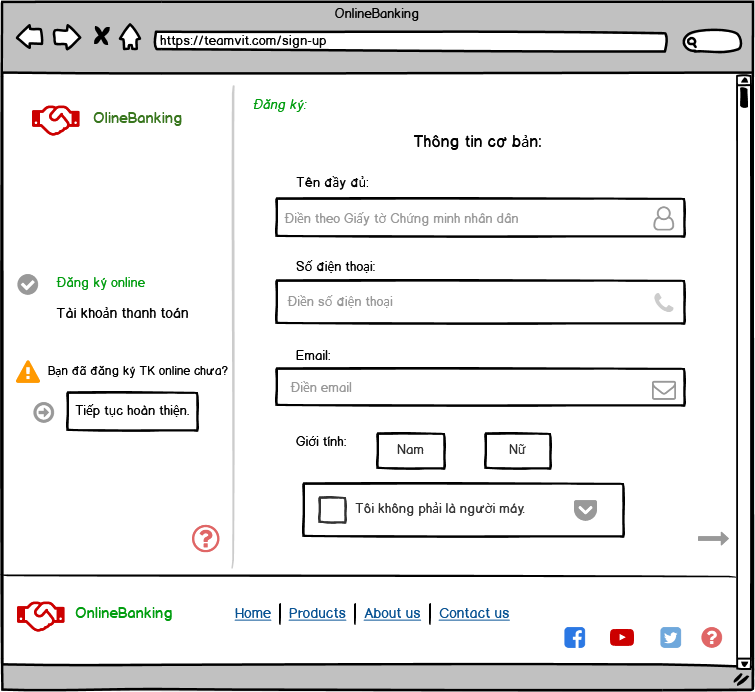 OnlineBanking
https://teamvit.com/sign-up
OlineBanking
Đăng ký:
Thông tin cơ bản:
Tên đầy đủ:
Điền theo Giấy tờ Chứng minh nhân dân
Số điện thoại:
Điền số điện thoại
Đăng ký online
Tài khoản thanh toán
Email:
Bạn đã đăng ký TK online chưa?
Điền email
Tiếp tục hoàn thiện.
Giới tính:
Nam
Nữ
Tôi không phải là người máy.
OnlineBanking
Home | Products | About us | Contact us